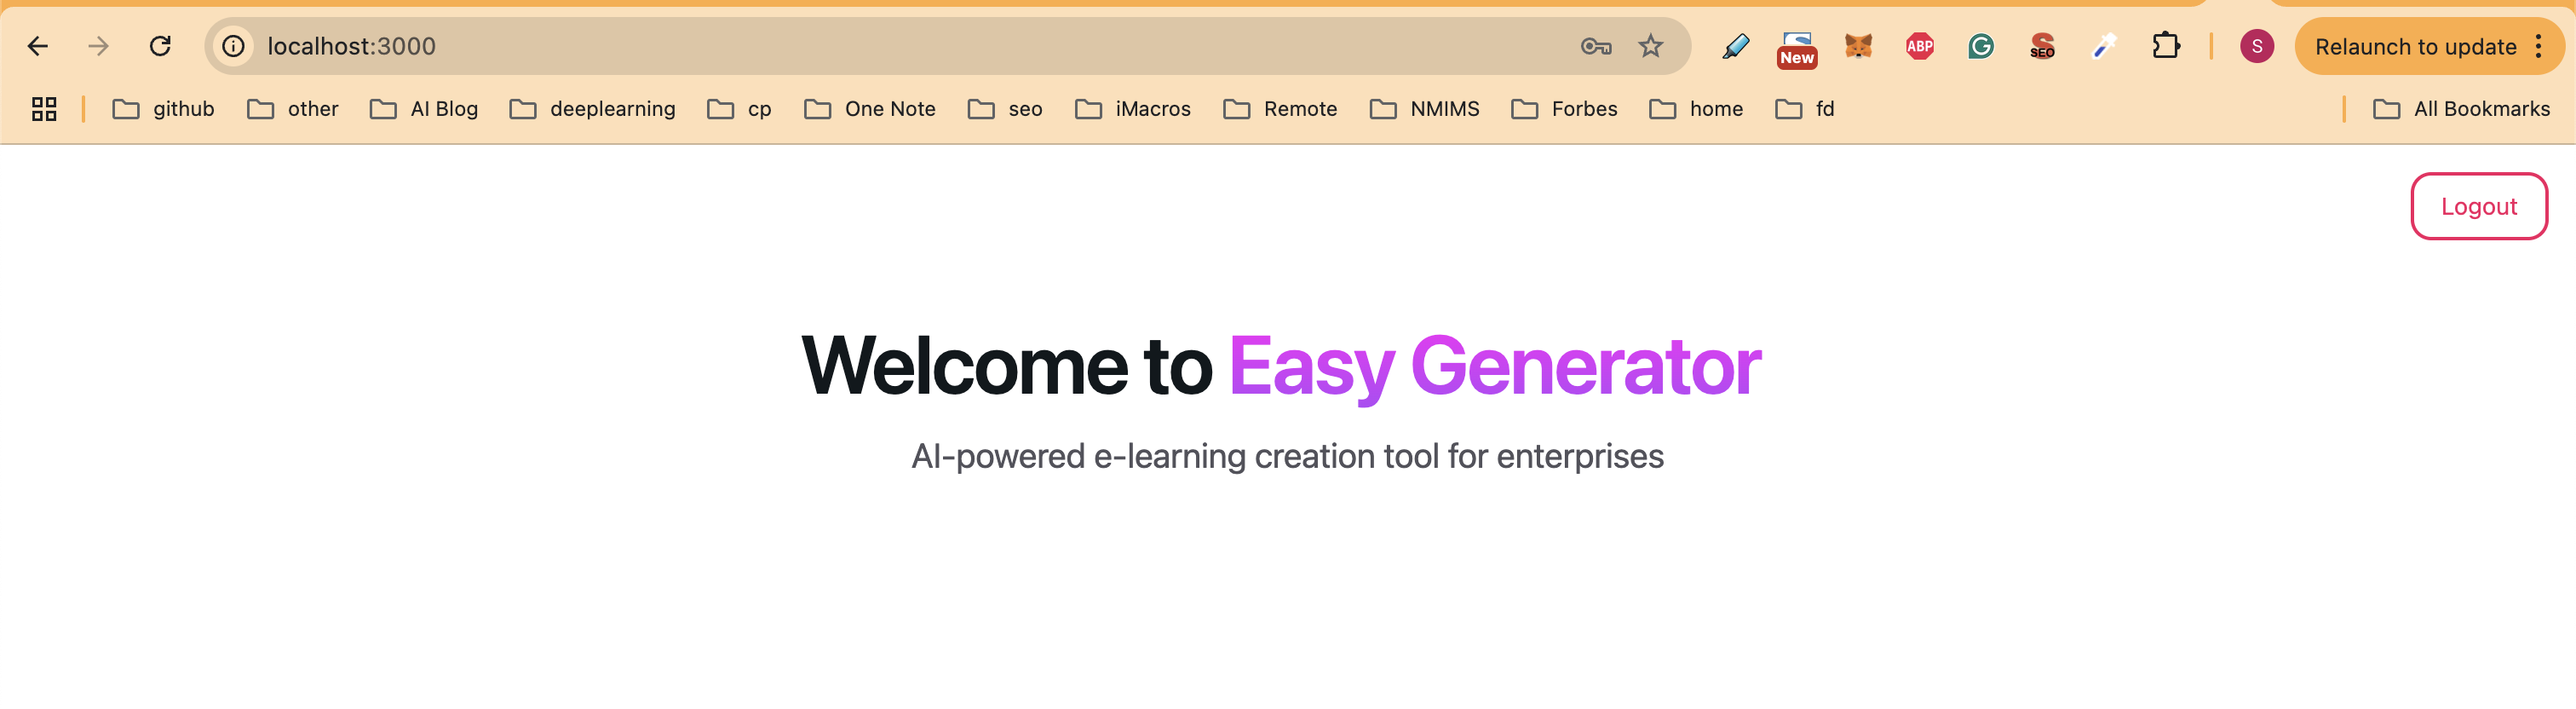 localhost:3000
New
ABP
G
SEO
S
Relaunch to update
github other AI Blog deeplearning cp One Note seo iMacros Remote NMIMS Forbes home fd All Bookmarks
Logout
Welcome to Easy Generator
AI-powered e-learning creation tool for enterprises